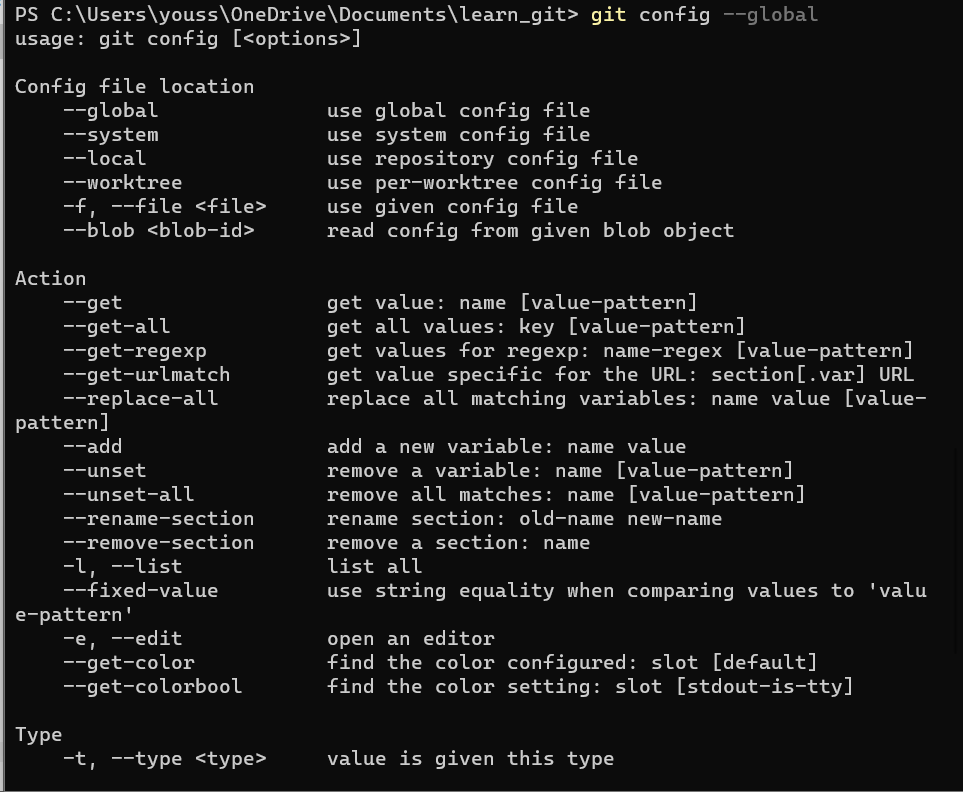 PS C:\Users\youss\OneDrive\Documents\learn_git> git config --global
usage: git config [<options>]

Config file location
    --global              use global config file
    --system              use system config file
    --local               use repository config file
    --worktree            use per-worktree config file
    -f, --file <file>     use given config file
    --blob <blob-id>      read config from given blob object

Action
    --get                 get value: name [value-pattern]
    --get-all             get all values: key [value-pattern]
    --get-regexp          get values for regexp: name-regex [value-pattern]
    --get-urlmatch        get value specific for the URL: section[.var] URL
    --replace-all         replace all matching variables: name value [value-
pattern]
    --add                 add a new variable: name value
    --unset               remove a variable: name [value-pattern]
    --unset-all           remove all matches: name [value-pattern]
    --rename-section      rename section: old-name new-name
    --remove-section      remove a section: name
    -l, --list            list all
    --fixed-value         use string equality when comparing values to 'valu
e-pattern'
    -e, --edit            open an editor
    --get-color           find the color configured: slot [default]
    --get-colorbool       find the color setting: slot [stdout-is-tty]

Type
    -t, --type <type>     value is given this type